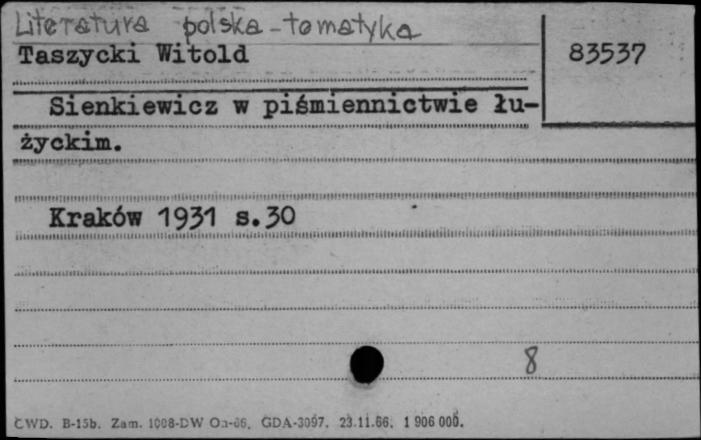 Literatura polska - tematyka
Taszycki Witold
83537
Sienkiewicz w piśmiennictwie łu-
życkim.
Kraków 1931 s.30
8
CWD. B-15b. Zam. 1008-DW Oa-66. GDA-3097. 23.11.66. 1 906 000.